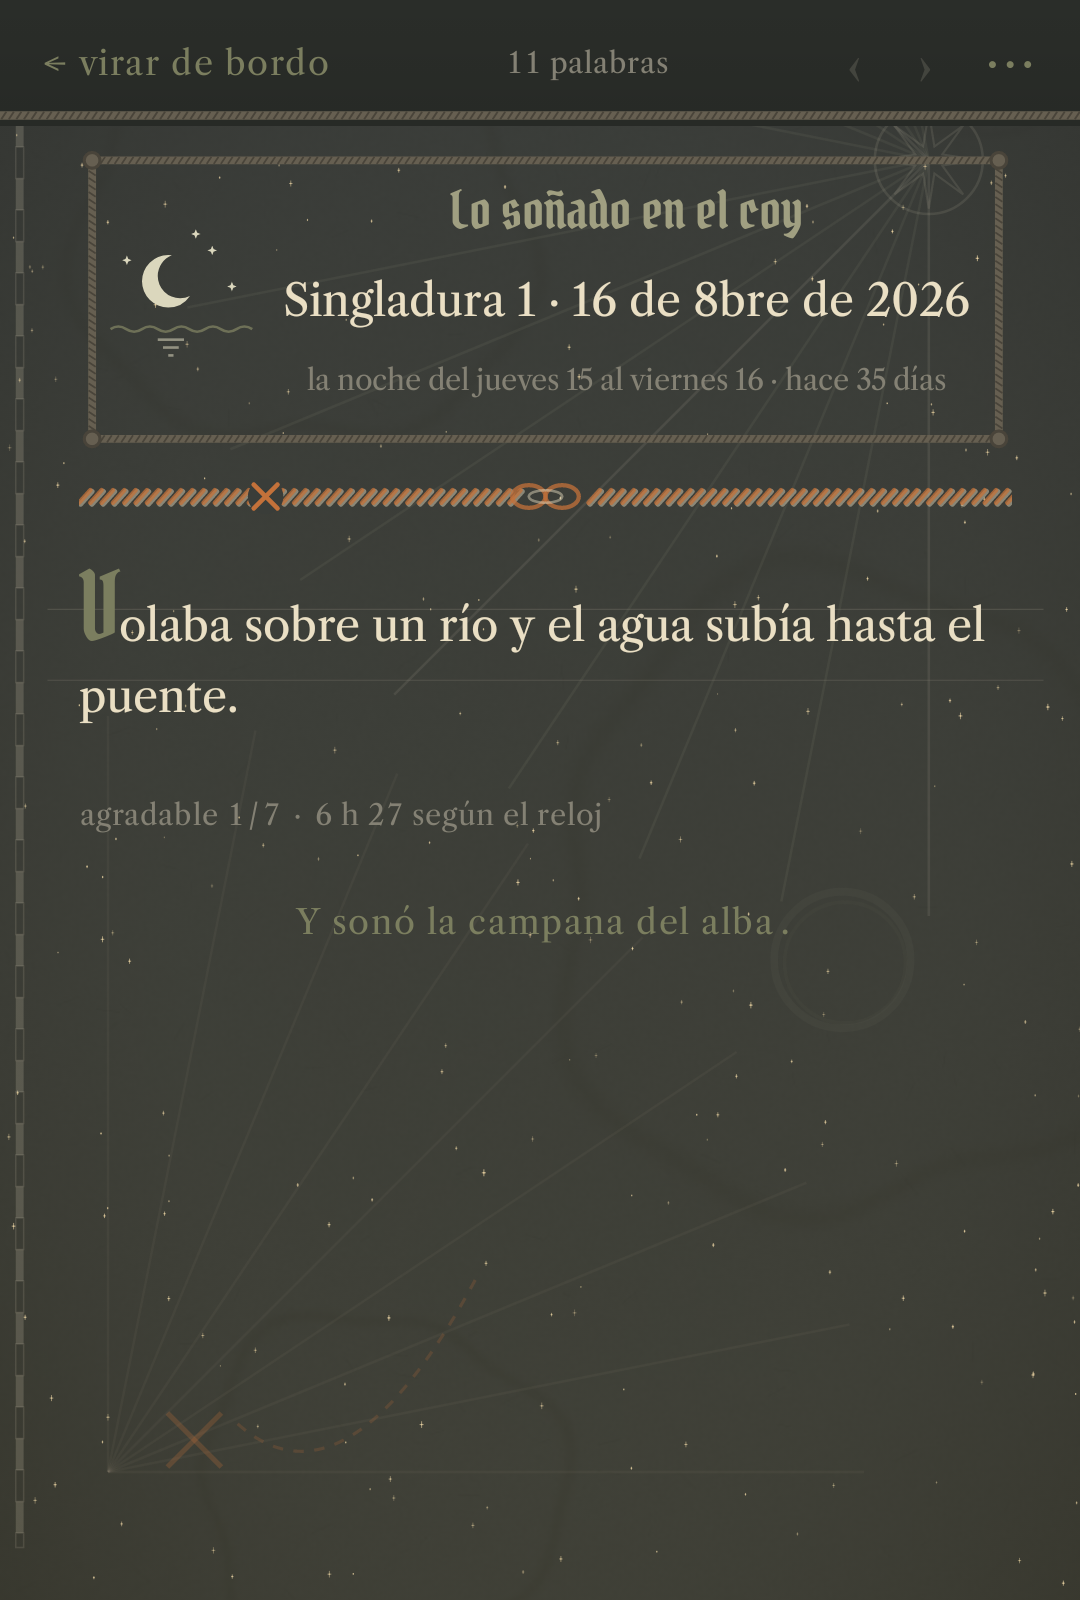 ← virar de bordo
11 palabras
‹ › ···
Lo soñado en el coy
Singladura 1 · 16 de 8bre de 2026
la noche del jueves 15 al viernes 16 · hace 35 días
Volaba sobre un río y el agua subía hasta el
puente.
agradable 1/7 · 6 h 27 según el reloj
Y sonó la campana del alba.